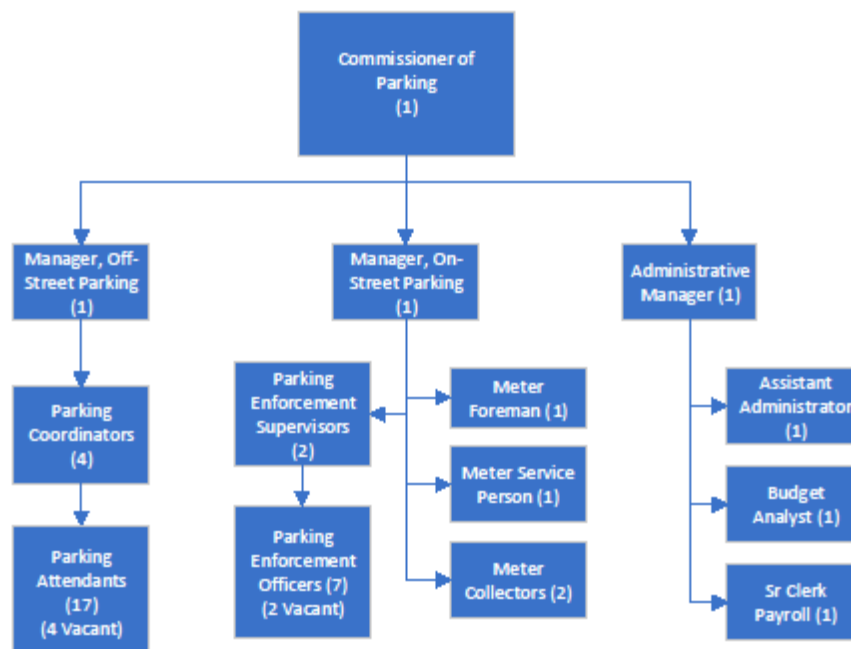 Commissioner of
Parking
(1)
Manager, Off-
Street Parking
(1)
Manager, On-
Street Parking
(1)
Administrative
Manager (1)
Parking
Coordinators
(4)
Parking
Enforcement
Supervisors
(2)
Meter
Foreman (1)
Assistant
Administrator
(1)
Meter Service
Person (1)
Budget
Analyst (1)
Parking
Attendants
(17)
(4 Vacant)
Parking
Enforcement
Officers (7)
(2 Vacant)
Meter
Collectors (2)
Sr Clerk
Payroll (1)